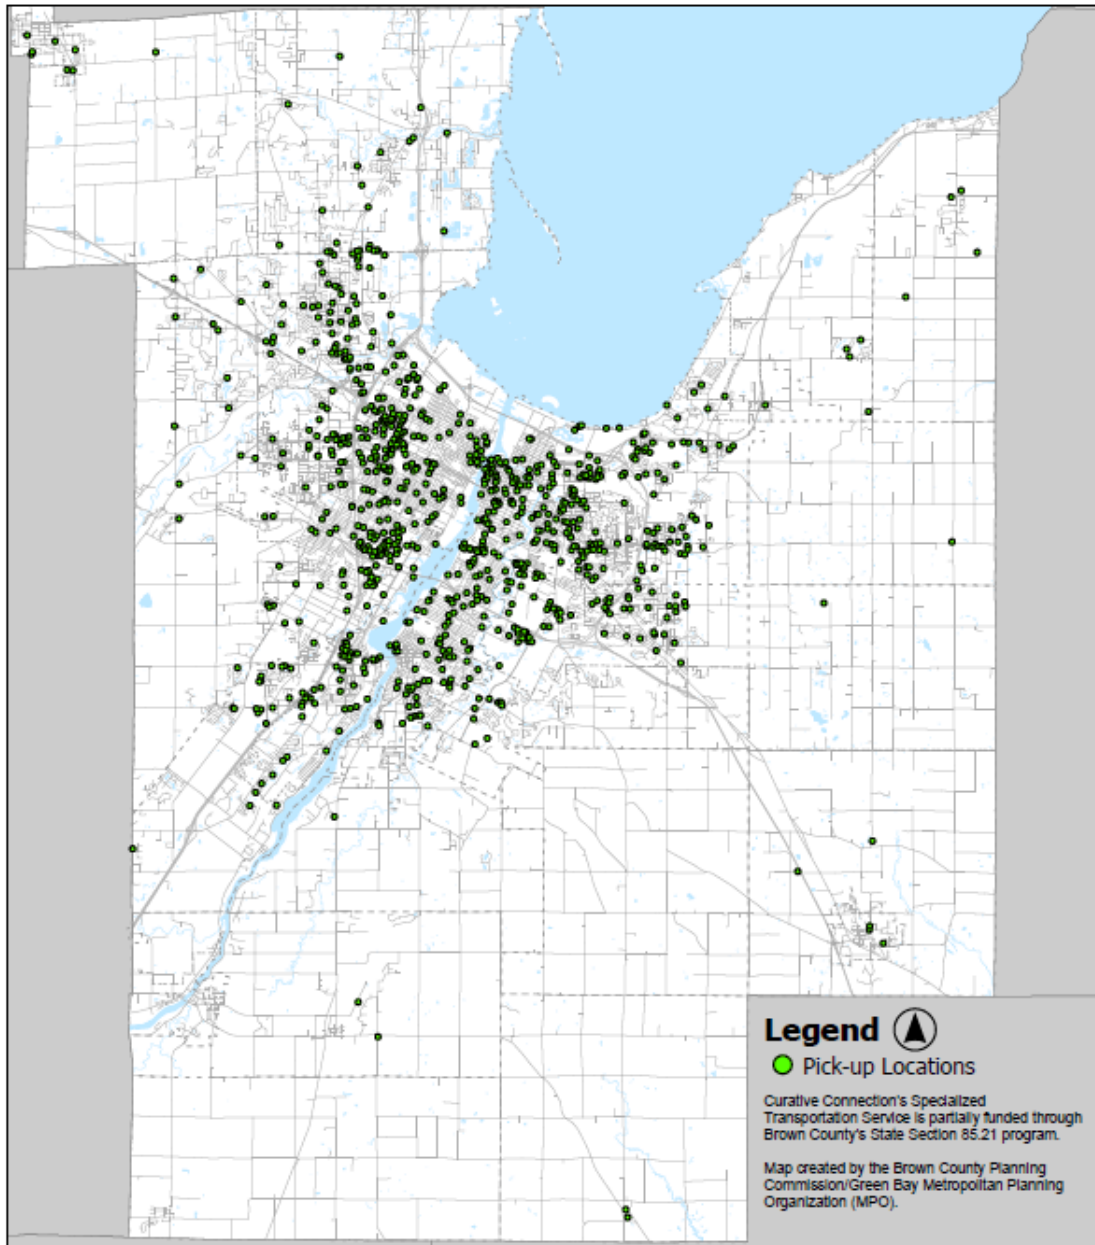 Legend
Pick-up Locations
Curative Connection's Specialized
Transportation Service is partially funded through
Brown County's State Section 85.21 program.
Map created by the Brown County Planning
Commission/Green Bay Metropolitan Planning
Organization (MPO).